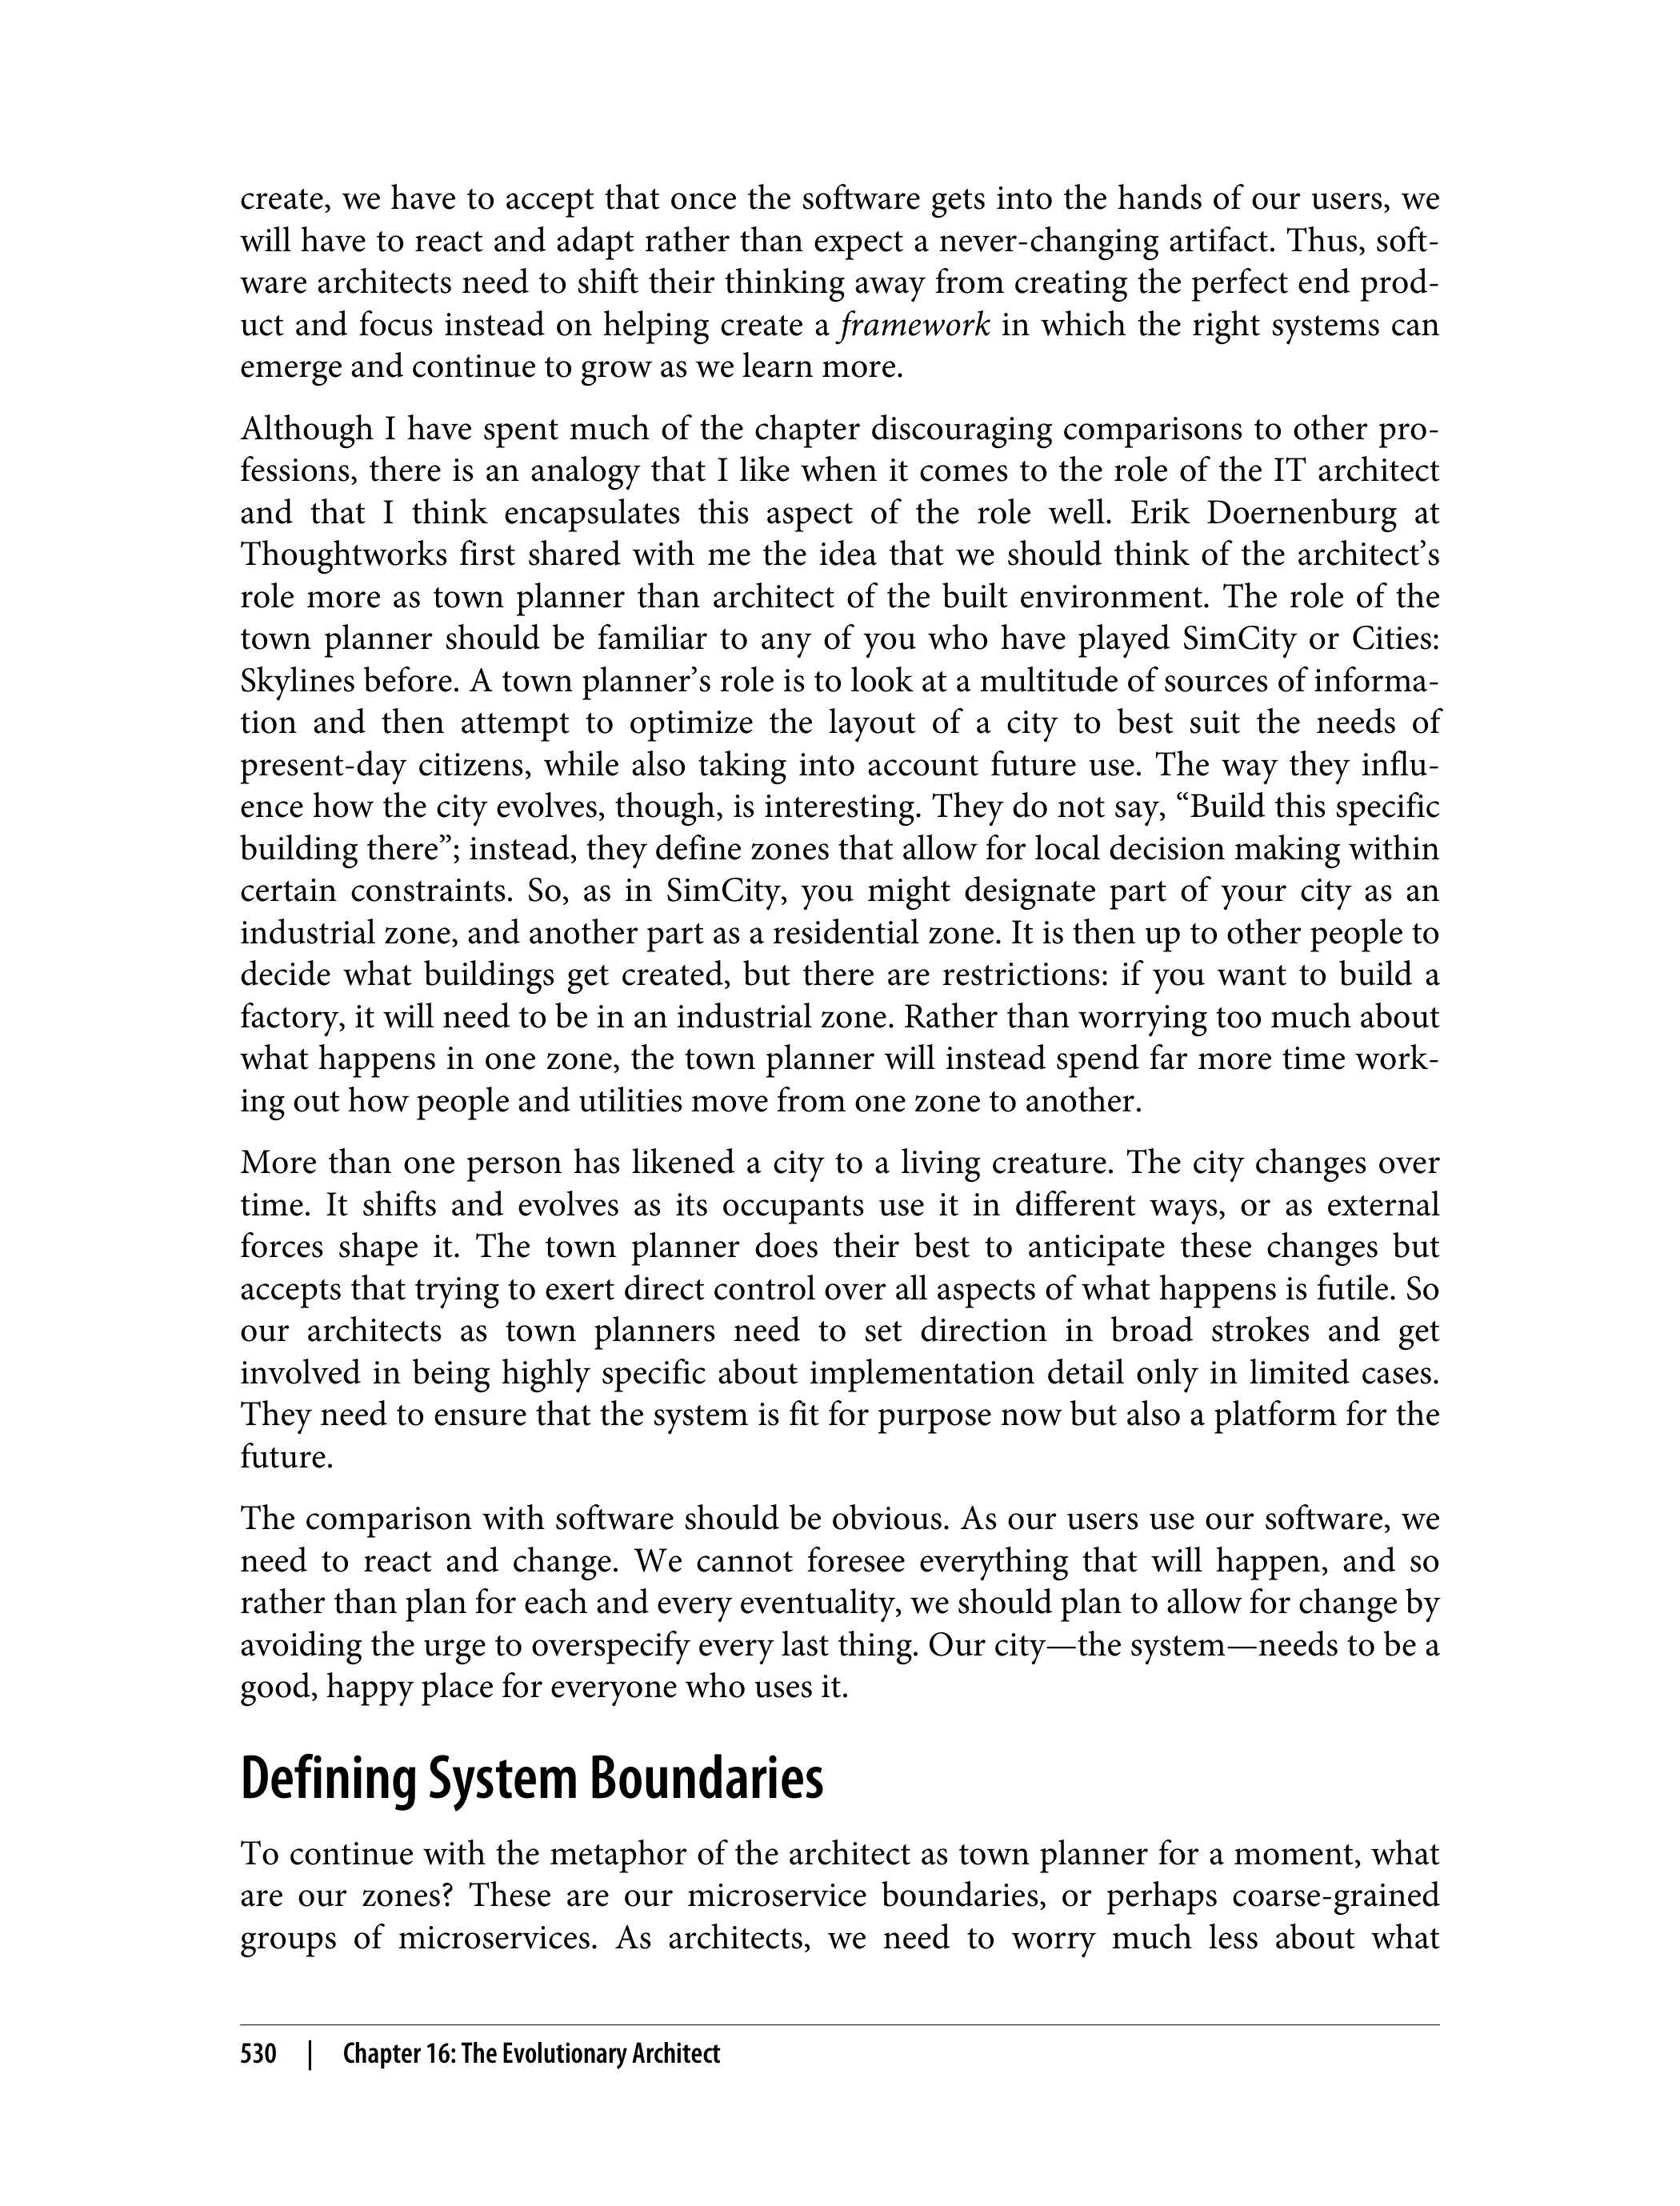 create, we have to accept that once the software gets into the hands of our users, we
will have to react and adapt rather than expect a never-changing artifact. Thus, soft-
ware architects need to shift their thinking away from creating the perfect end prod-
uct and focus instead on helping create a framework in which the right systems can
emerge and continue to grow as we learn more.
Although I have spent much of the chapter discouraging comparisons to other pro-
fessions, there is an analogy that I like when it comes to the role of the IT architect
and that I think encapsulates this aspect of the role well. Erik Doernenburg at
Thoughtworks first shared with me the idea that we should think of the architect’s
role more as town planner than architect of the built environment. The role of the
town planner should be familiar to any of you who have played SimCity or Cities:
Skylines before. A town planner’s role is to look at a multitude of sources of informa-
tion and then attempt to optimize the layout of a city to best suit the needs of
present-day citizens, while also taking into account future use. The way they influ-
ence how the city evolves, though, is interesting. They do not say, “Build this specific
building there”; instead, they define zones that allow for local decision making within
certain constraints. So, as in SimCity, you might designate part of your city as an
industrial zone, and another part as a residential zone. It is then up to other people to
decide what buildings get created, but there are restrictions: if you want to build a
factory, it will need to be in an industrial zone. Rather than worrying too much about
what happens in one zone, the town planner will instead spend far more time work-
ing out how people and utilities move from one zone to another.
More than one person has likened a city to a living creature. The city changes over
time. It shifts and evolves as its occupants use it in different ways, or as external
forces shape it. The town planner does their best to anticipate these changes but
accepts that trying to exert direct control over all aspects of what happens is futile. So
our architects as town planners need to set direction in broad strokes and get
involved in being highly specific about implementation detail only in limited cases.
They need to ensure that the system is fit for purpose now but also a platform for the
future.
The comparison with software should be obvious. As our users use our software, we
need to react and change. We cannot foresee everything that will happen, and so
rather than plan for each and every eventuality, we should plan to allow for change by
avoiding the urge to overspecify every last thing. Our city—the system—needs to be a
good, happy place for everyone who uses it.
Defining System Boundaries
To continue with the metaphor of the architect as town planner for a moment, what
are our zones? These are our microservice boundaries, or perhaps coarse-grained
groups of microservices. As architects, we need to worry much less about what
530 | Chapter 16: The Evolutionary Architect